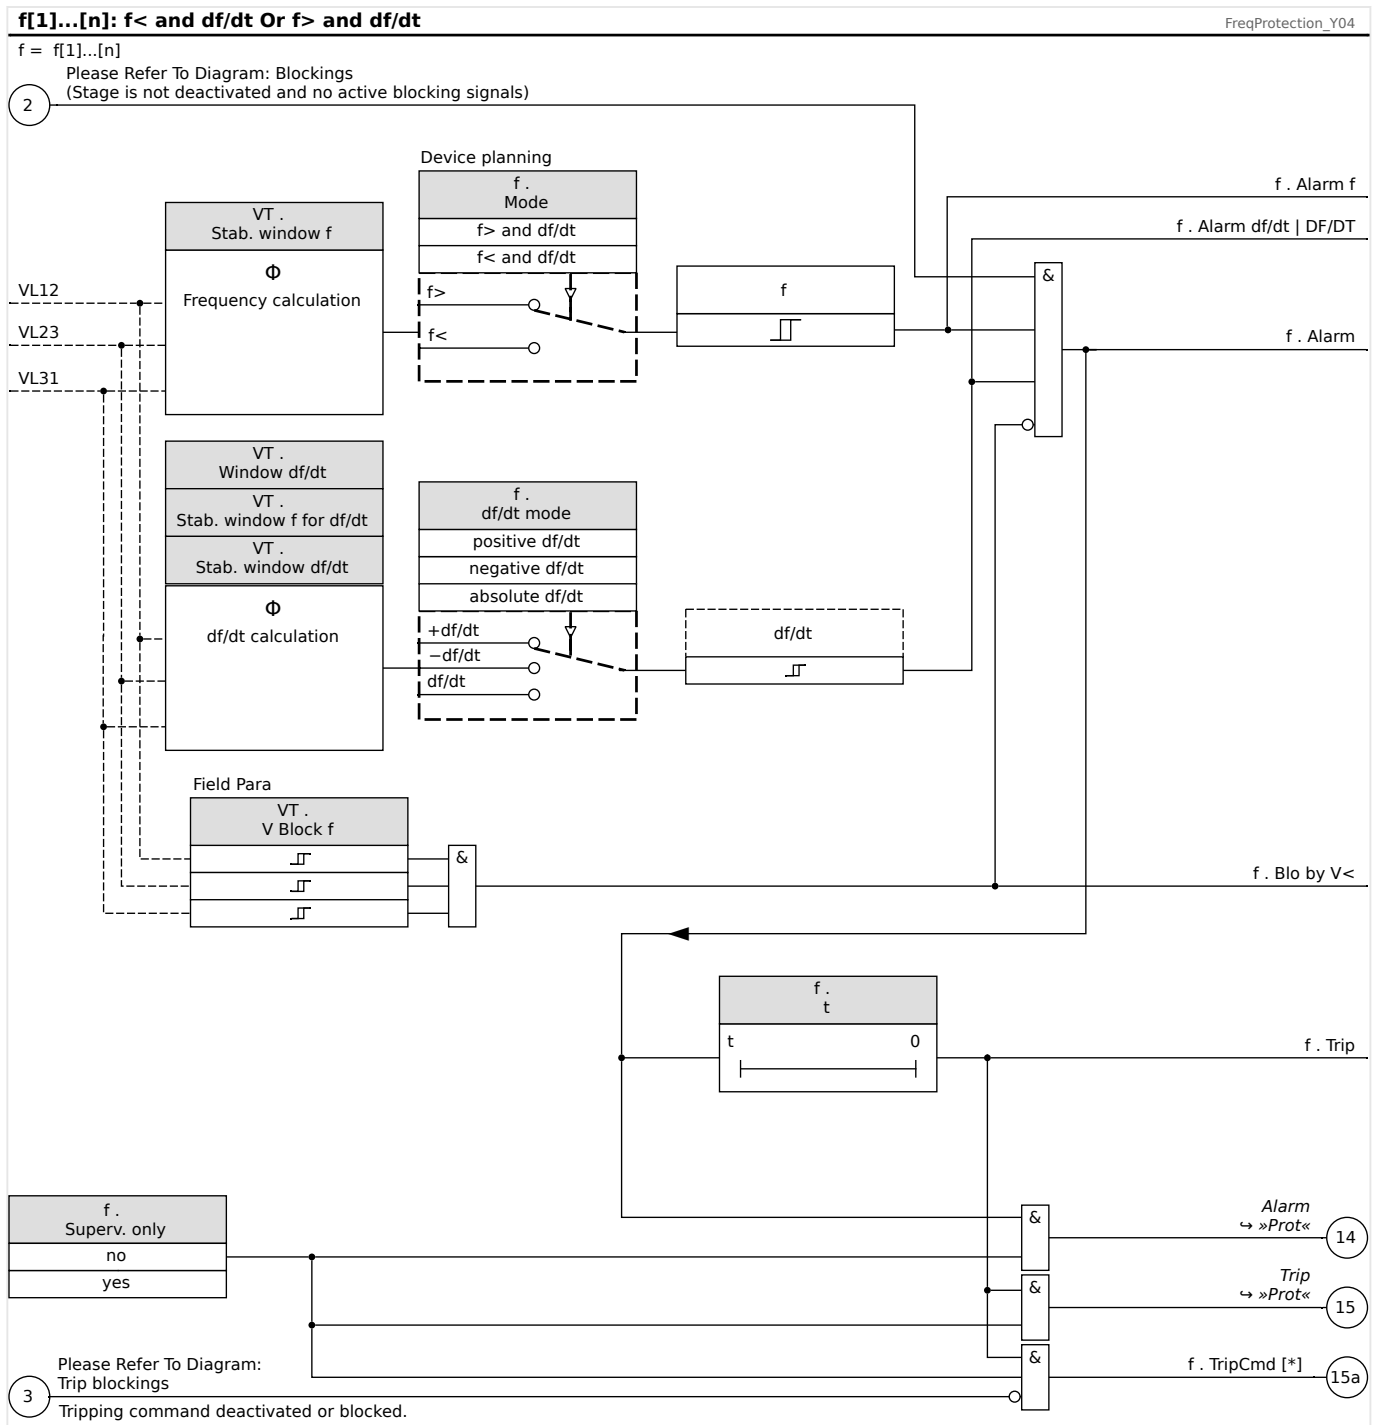 f[1]...[n]: f< and df/dt Or f> and df/dt
FreqProtection_Y04
f = f[1]...[n]
Please Refer To Diagram: Blockings
(Stage is not deactivated and no active blocking signals)
2
Device planning
f .
Mode
f> and df/dt
f< and df/dt
f>
f<
VT .
Stab. window f
Φ
Frequency calculation
VL12
VL23
VL31
f
&
f . Alarm f
f . Alarm df/dt | DF/DT
f . Alarm
VT .
Window df/dt
VT .
Stab. window f for df/dt
VT .
Stab. window df/dt
Φ
df/dt calculation
f .
df/dt mode
positive df/dt
negative df/dt
absolute df/dt
+df/dt
−df/dt
df/dt
df/dt
Field Para
VT .
V Block f
&
f . Blo by V<
f .
t
t 0
f . Trip
f .
Superv. only
no
yes
&
Alarm
↪ »Prot«
14
&
Trip
↪ »Prot«
15
&
f . TripCmd [*]
15a
Please Refer To Diagram:
Trip blockings
3
Tripping command deactivated or blocked.